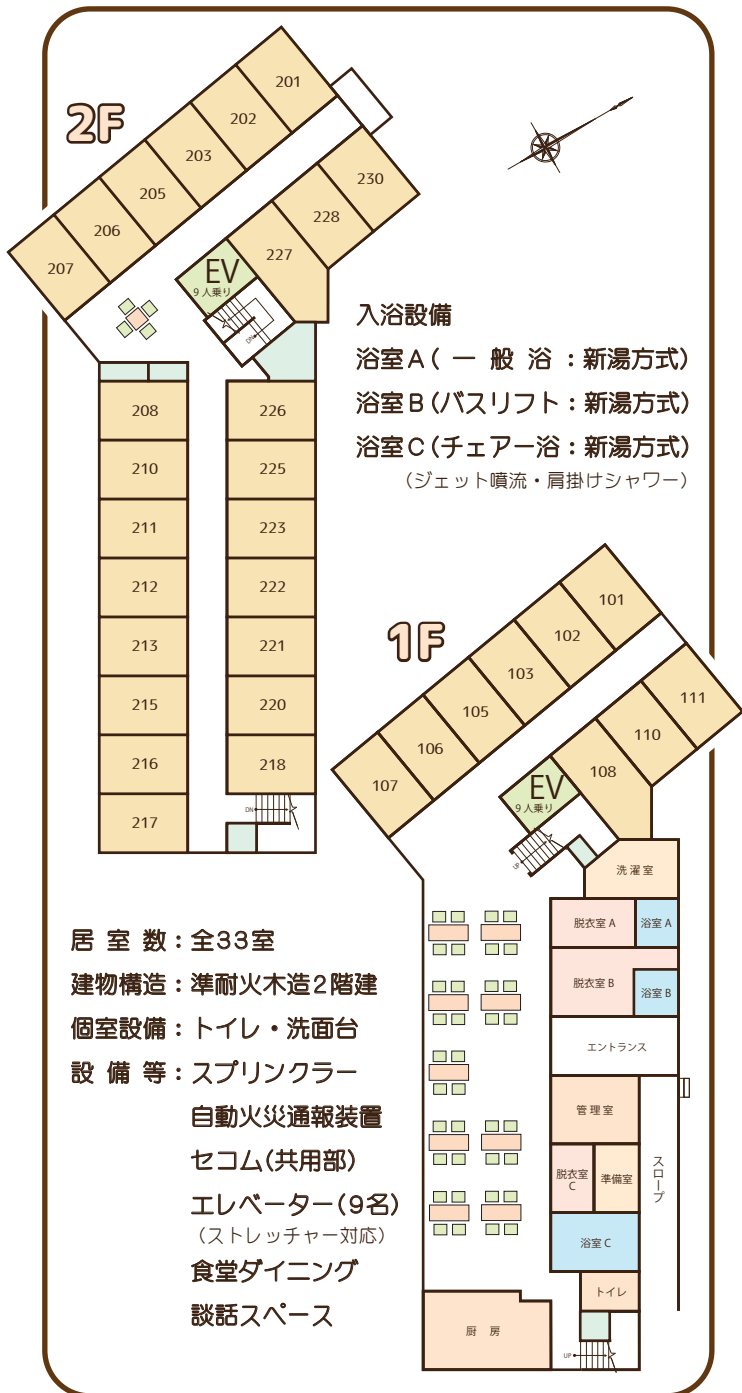 2F
201
202
203
205
206
207
230
228
227
EV
9人乗り
DN
208
210
211
212
213
215
216
217
226
225
223
222
221
220
218
DN
入浴設備
浴室A(一般浴:新湯方式)
浴室B(バスリフト:新湯方式)
浴室C(チェアー浴:新湯方式)
(ジェット噴流・肩掛けシャワー)
1F
101
102
103
105
106
107
111
110
108
EV
9人乗り
UP
洗濯室
脱衣室A
浴室A
脱衣室B
浴室B
エントランス
管理室
脱衣室
C
準備室
スロープ
浴室C
トイレ
厨房
UP
居室数:全33室
建物構造:準耐火木造2階建
個室設備:トイレ・洗面台
設備等:スプリンクラー
自動火災通報装置
セコム(共用部)
エレベーター(9名)
(ストレッチャー対応)
食堂ダイニング
談話スペース